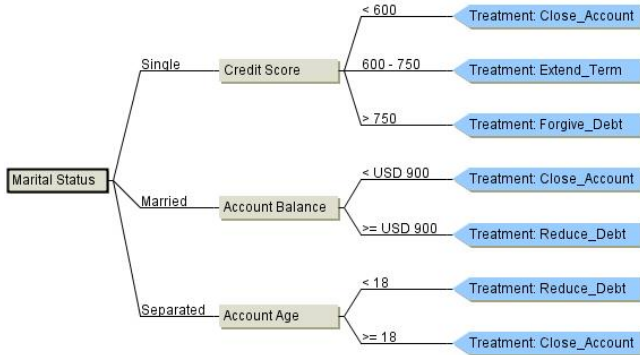 < 600
Treatment: Close_Account
Single
Credit Score
600 - 750
Treatment: Extend_Term
> 750
Treatment: Forgive_Debt
Marital Status
< USD 900
Treatment: Close_Account
Married
Account Balance
>= USD 900
Treatment: Reduce_Debt
< 18
Treatment: Reduce_Debt
Separated
Account Age
>= 18
Treatment: Close_Account